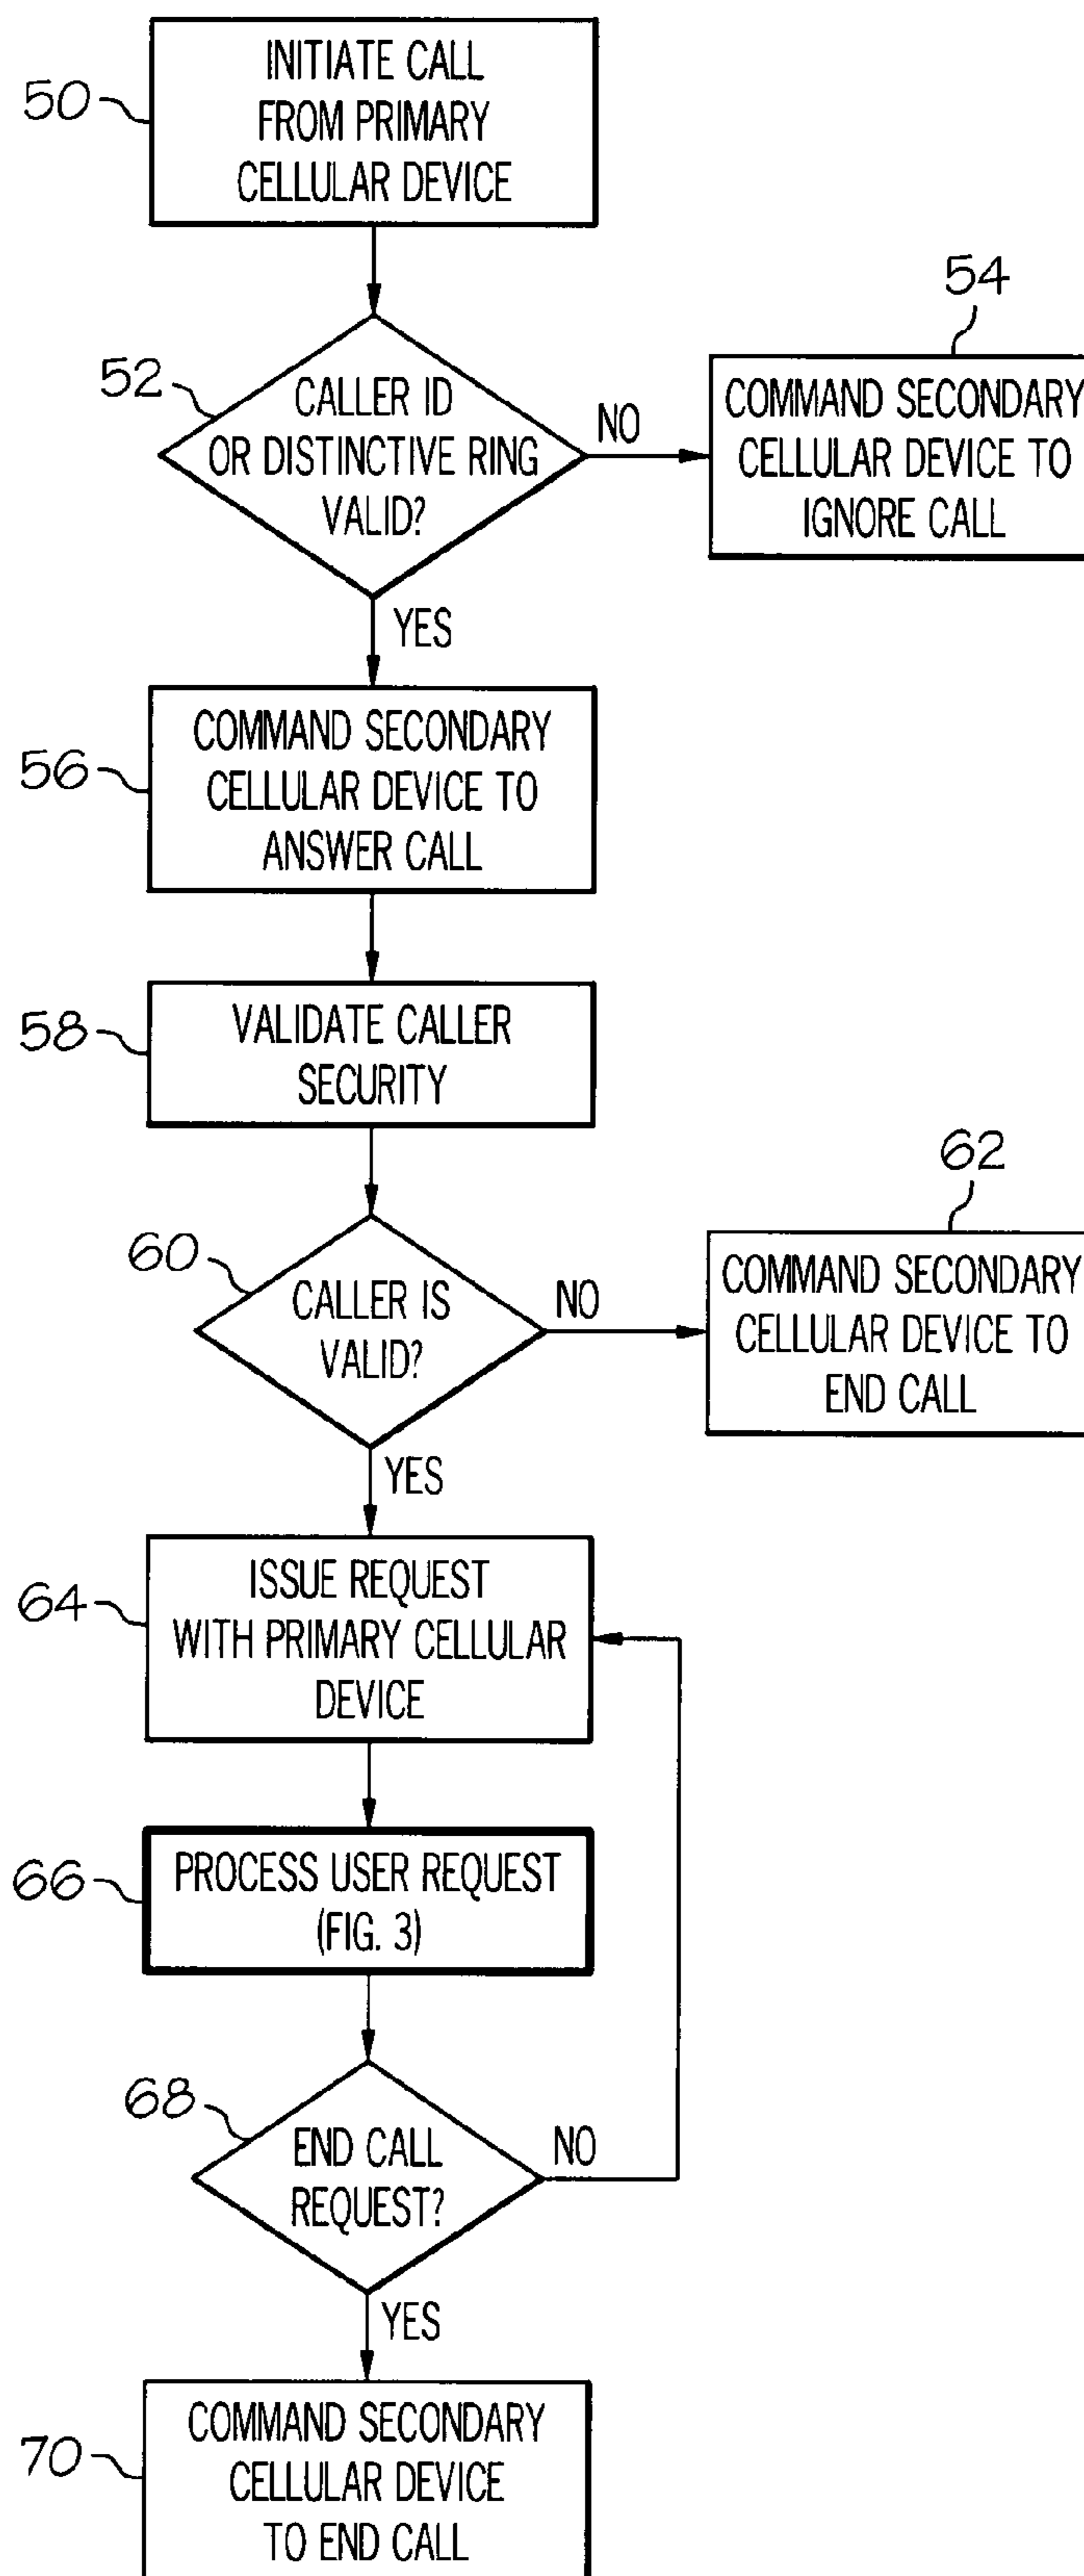 50
INITIATE CALL
FROM PRIMARY
CELLULAR DEVICE
52
CALLER ID
OR DISTINCTIVE RING
VALID?
NO
54
COMMAND SECONDARY
CELLULAR DEVICE TO
IGNORE CALL
YES
56
COMMAND SECONDARY
CELLULAR DEVICE TO
ANSWER CALL
58
VALIDATE CALLER
SECURITY
60
CALLER IS
VALID?
NO
62
COMMAND SECONDARY
CELLULAR DEVICE TO
END CALL
YES
64
ISSUE REQUEST
WITH PRIMARY CELLULAR
DEVICE
66
PROCESS USER REQUEST
(FIG. 3)
68
END CALL
REQUEST?
NO
YES
70
COMMAND SECONDARY
CELLULAR DEVICE
TO END CALL